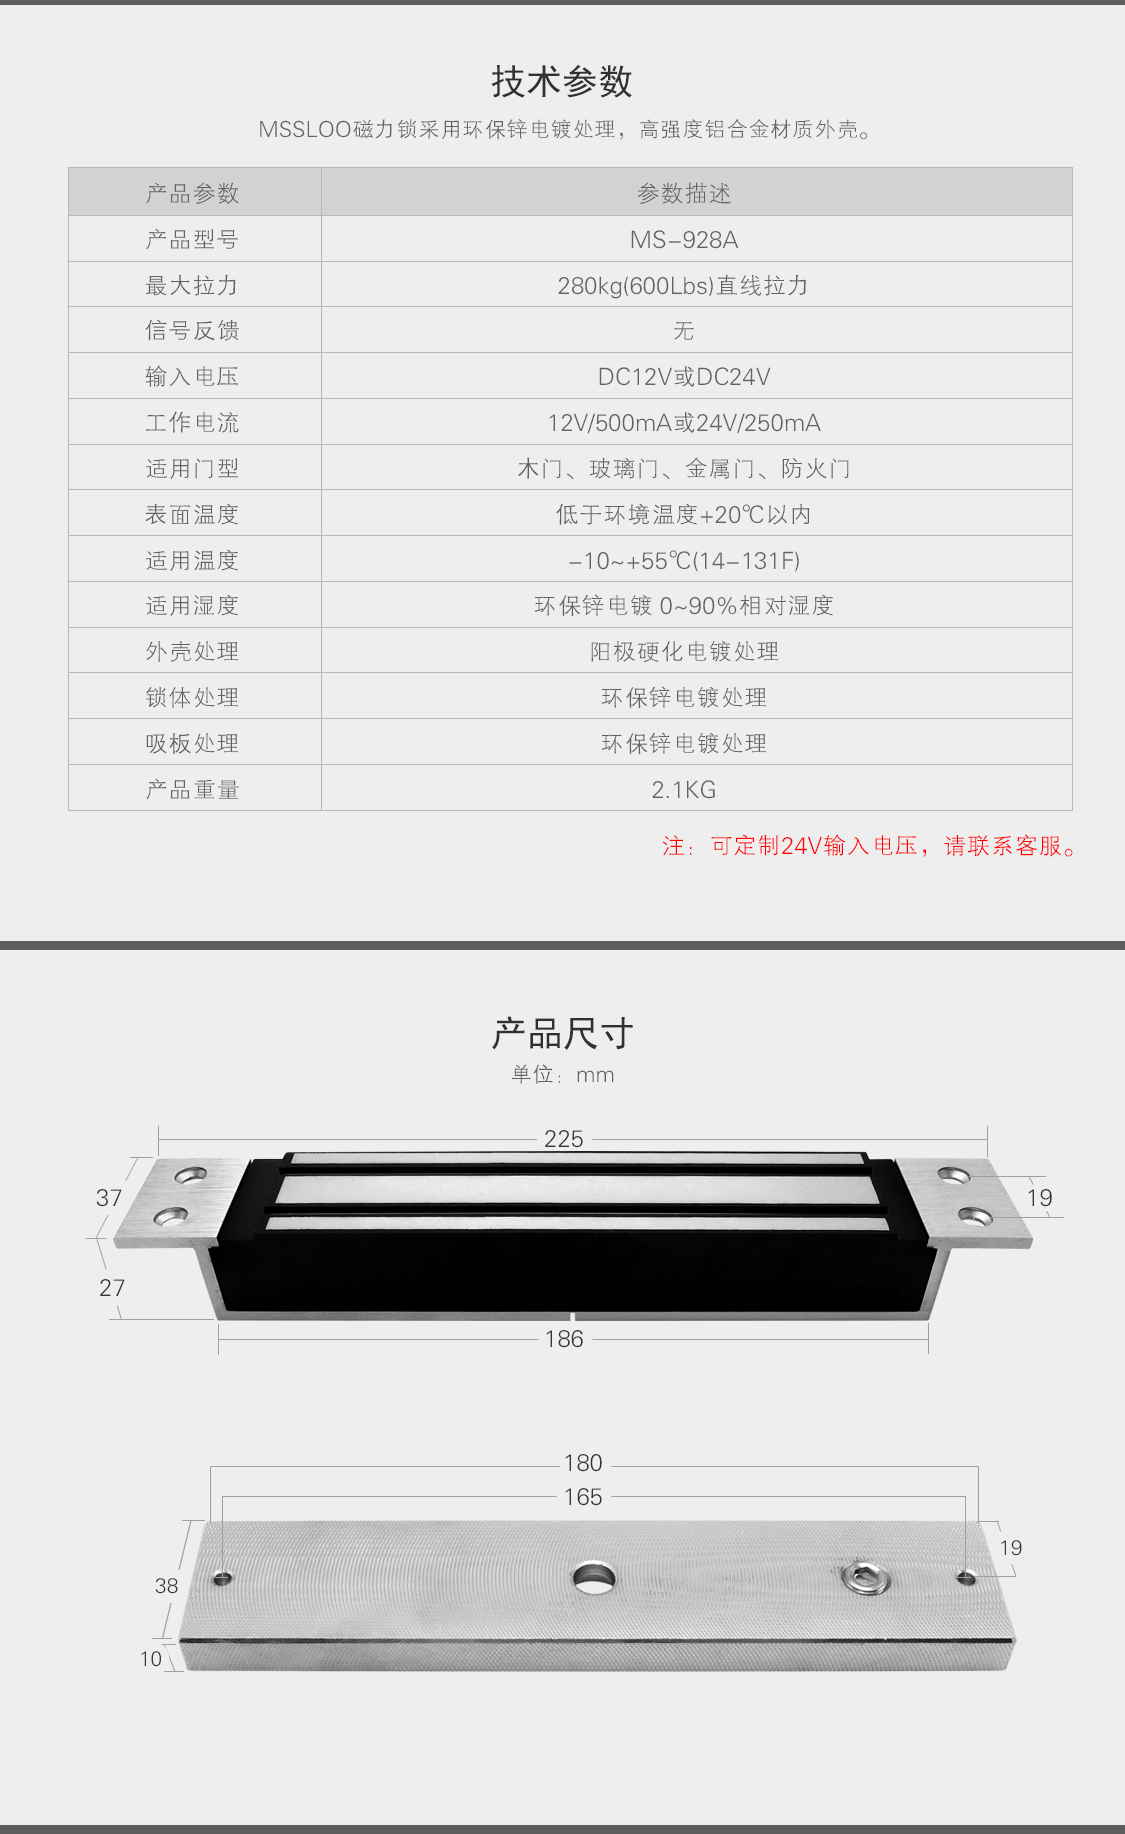 技术参数
MSSLOO磁力锁采用环保锌电镀处理，高强度铝合金材质外壳。
产品参数 参数描述
产品型号 MS-928A
最大拉力 280kg(600Lbs)直线拉力
信号反馈 无
输入电压 DC12V或DC24V
工作电流 12V/500mA或24V/250mA
适用门型 木门、玻璃门、金属门、防火门
表面温度 低于环境温度+20℃以内
适用温度 -10~+55℃(14-131F)
适用湿度 环保锌电镀 0~90%相对湿度
外壳处理 阳极硬化电镀处理
锁体处理 环保锌电镀处理
吸板处理 环保锌电镀处理
产品重量 2.1KG
注：可定制24V输入电压，请联系客服。
产品尺寸
单位：mm
225
37
19
27
186
180
165
19
38
10